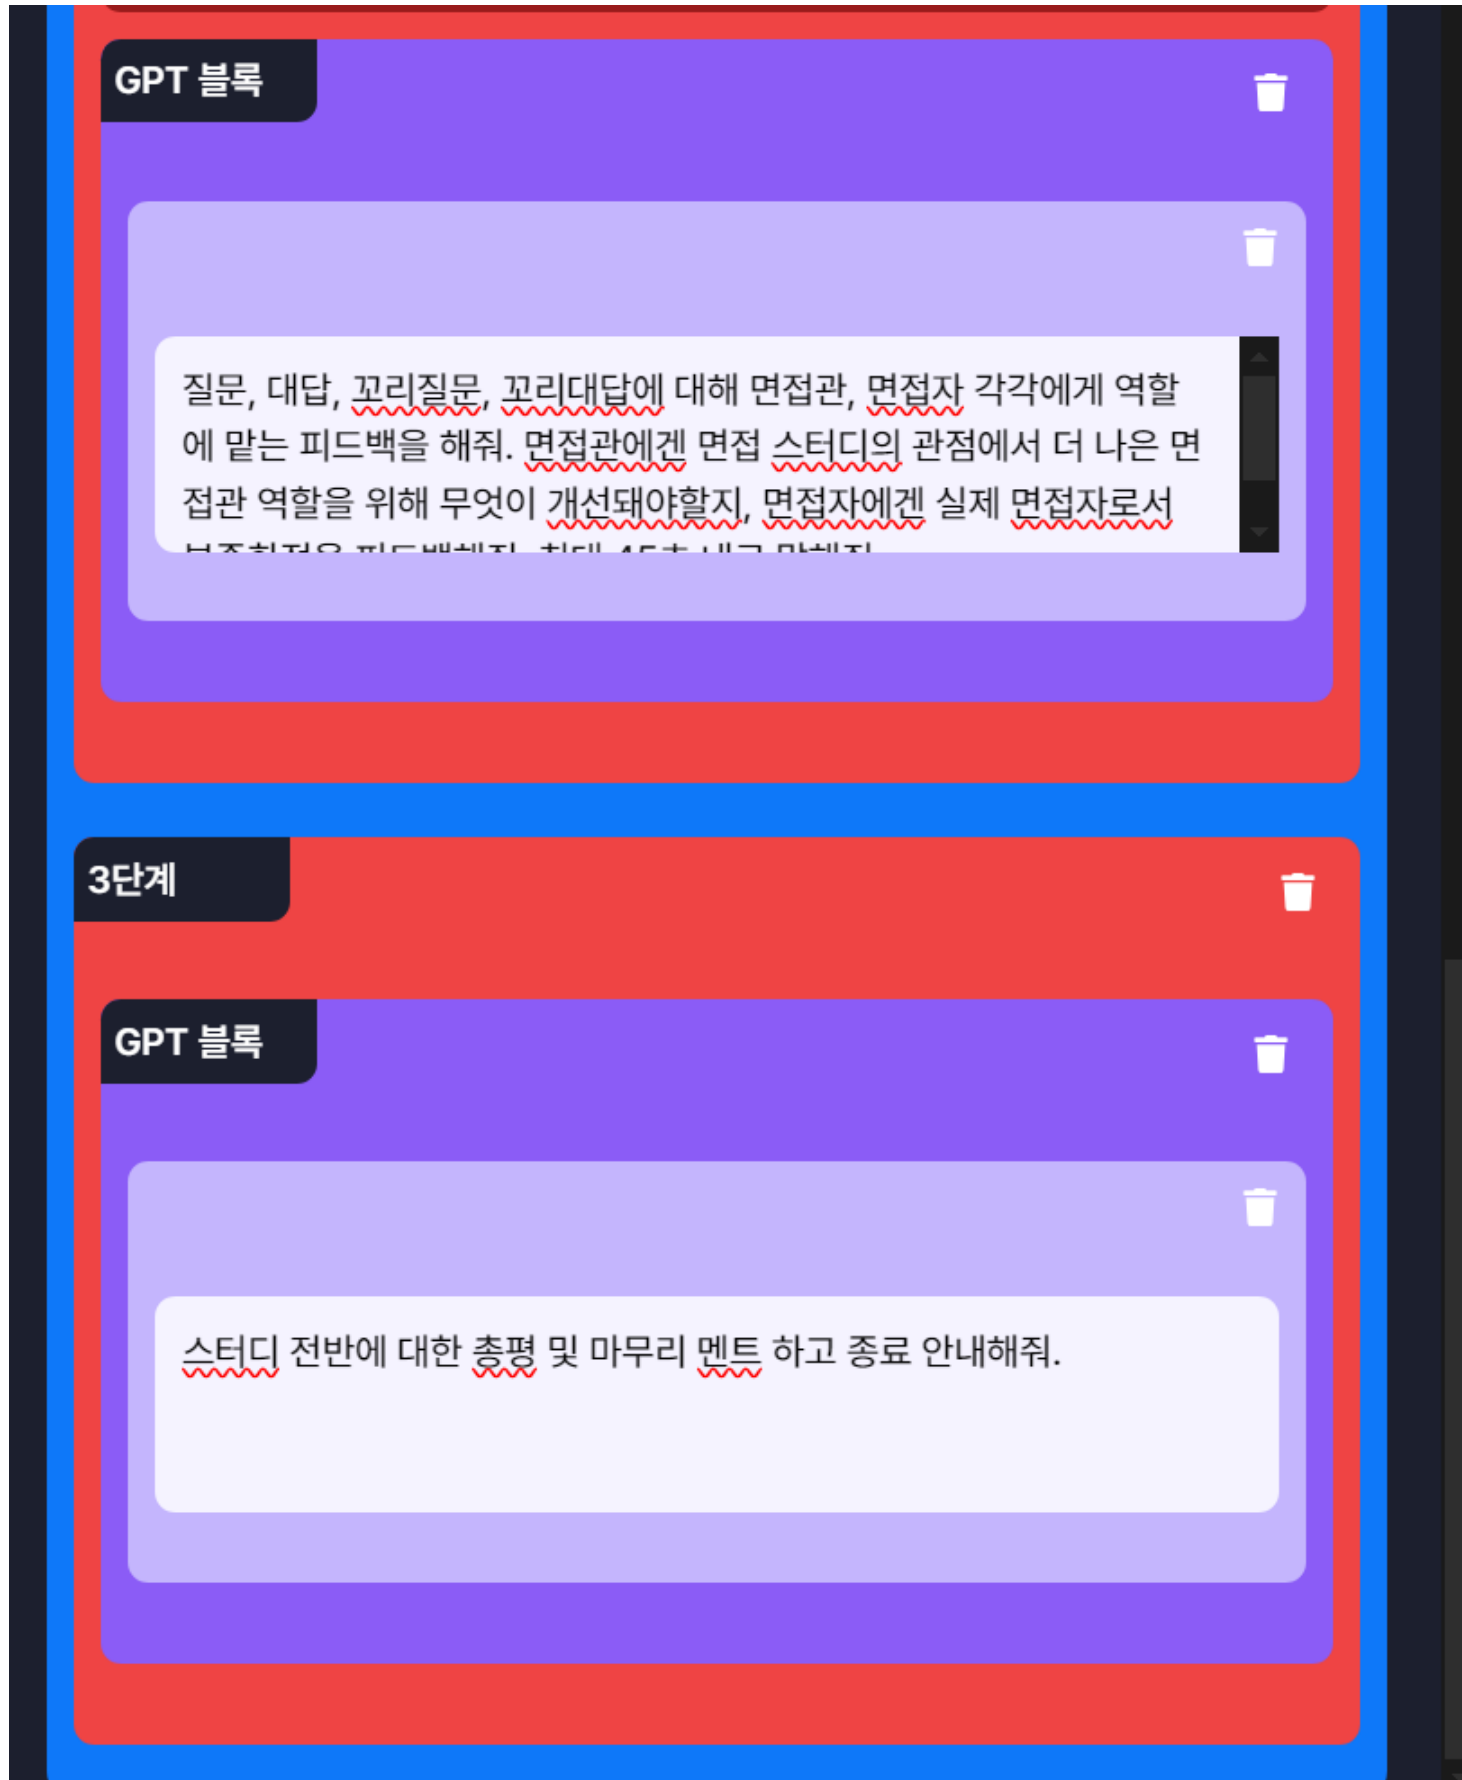 GPT 블록
질문, 대답, 꼬리질문, 꼬리대답에 대해 면접관, 면접자 각각에게 역할
에 맡는 피드백을 해줘. 면접관에겐 면접 스터디의 관점에서 더 나은 면
접관 역할을 위해 무엇이 개선돼야할지, 면접자에겐 실제 면접자로서
3단계
GPT 블록
스터디 전반에 대한 총평 및 마무리 멘트 하고 종료 안내해줘.